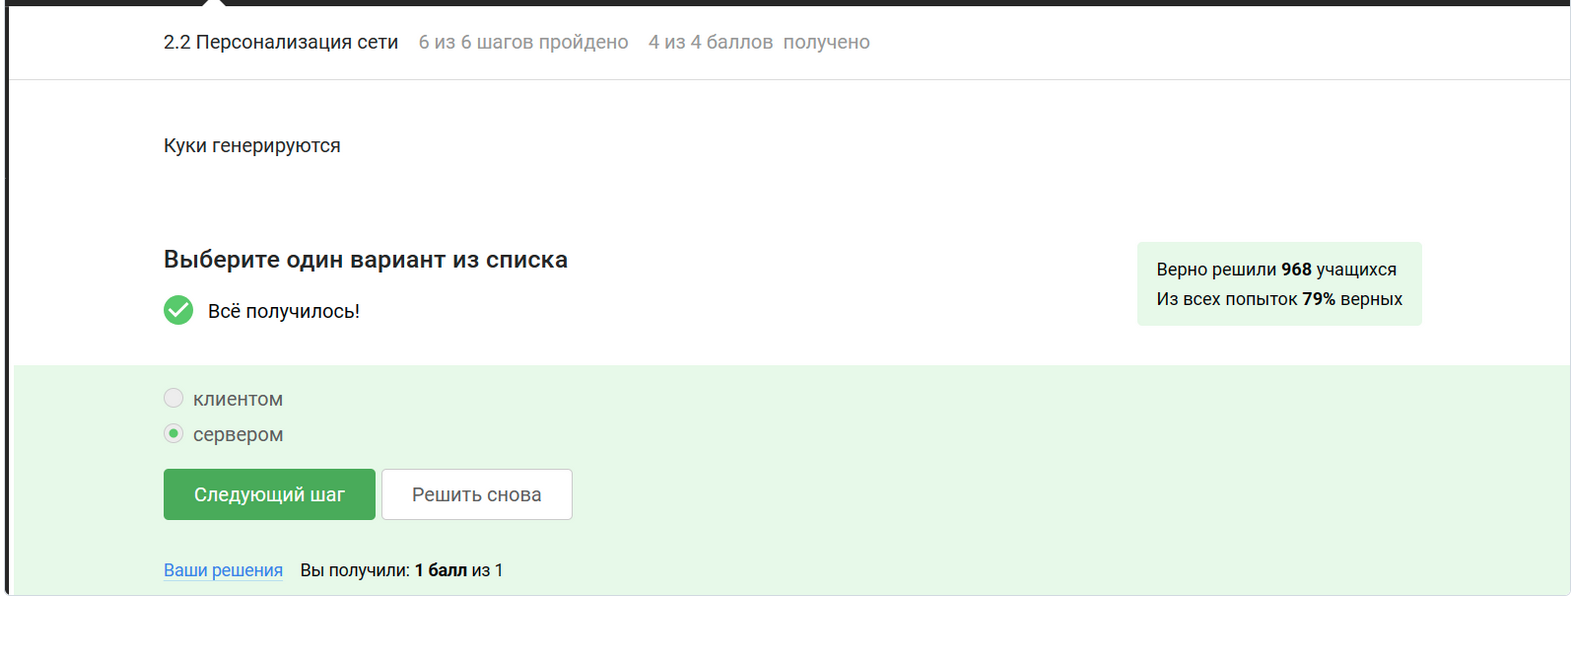 2.2 Персонализация сети 6 из 6 шагов пройдено 4 из 4 баллов получено
Куки генерируются
Выберите один вариант из списка
Всё получилось!
Верно решили 968 учащихся
Из всех попыток 79% верных
клиентом
сервером
Следующий шаг Решить снова
Ваши решения Вы получили: 1 балл из 1